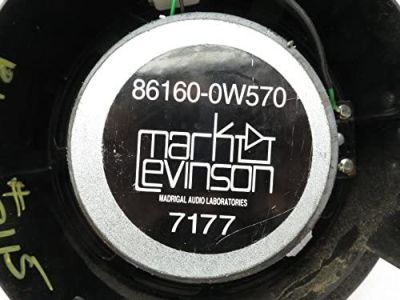 86160-0W570
mark
Levinson
MADRIGAL AUDIO LABORATORIES
7177